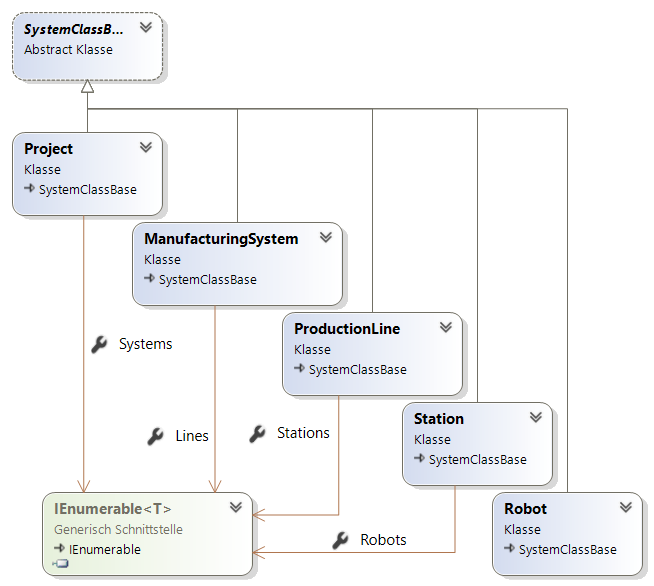 SystemClassB...
Abstract Klasse
Project
Klasse
SystemClassBase
ManufacturingSystem
Klasse
SystemClassBase
ProductionLine
Klasse
SystemClassBase
Systems
Station
Klasse
SystemClassBase
Lines
Stations
IEnumerable<T>
Generisch Schnittstelle
IEnumerable
Robot
Klasse
SystemClassBase
Robots